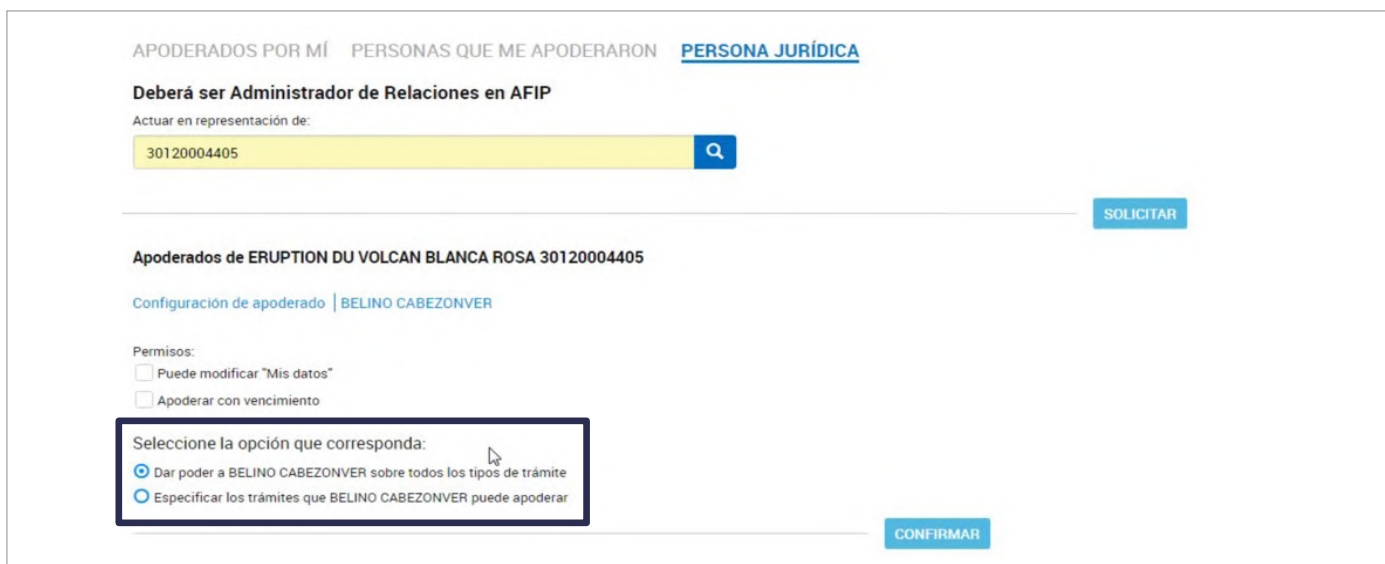 APODERADOS POR MÍ PERSONAS QUE ME APODERARON PERSONA JURÍDICA
Deberá ser Administrador de Relaciones en AFIP
Actuar en representación de:
30120004405
SOLICITAR
Apoderados de ERUPTION DU VOLCAN BLANCA ROSA 30120004405
Configuración de apoderado | BELINO CABEZONVER
Permisos:
Puede modificar "Mis datos"
Apoderar con vencimiento
Seleccione la opción que corresponda:
Dar poder a BELINO CABEZONVER sobre todos los tipos de trámite
Especificar los trámites que BELINO CABEZONVER puede apoderar
CONFIRMAR